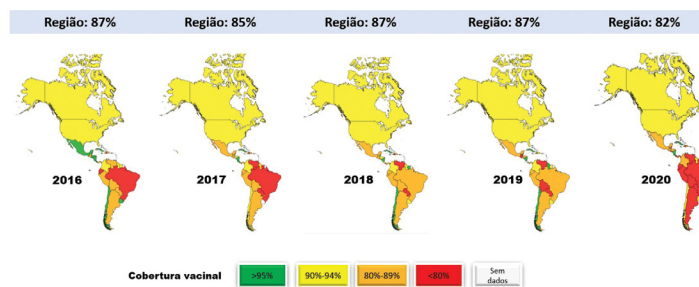 Região: 87%
Região: 85%
Região: 87%
Região: 87%
Região: 82%
2016
2017
2018
2019
2020
Cobertura vacinal
>95%
90%-94%
80%-89%
<80%
Sem
dados